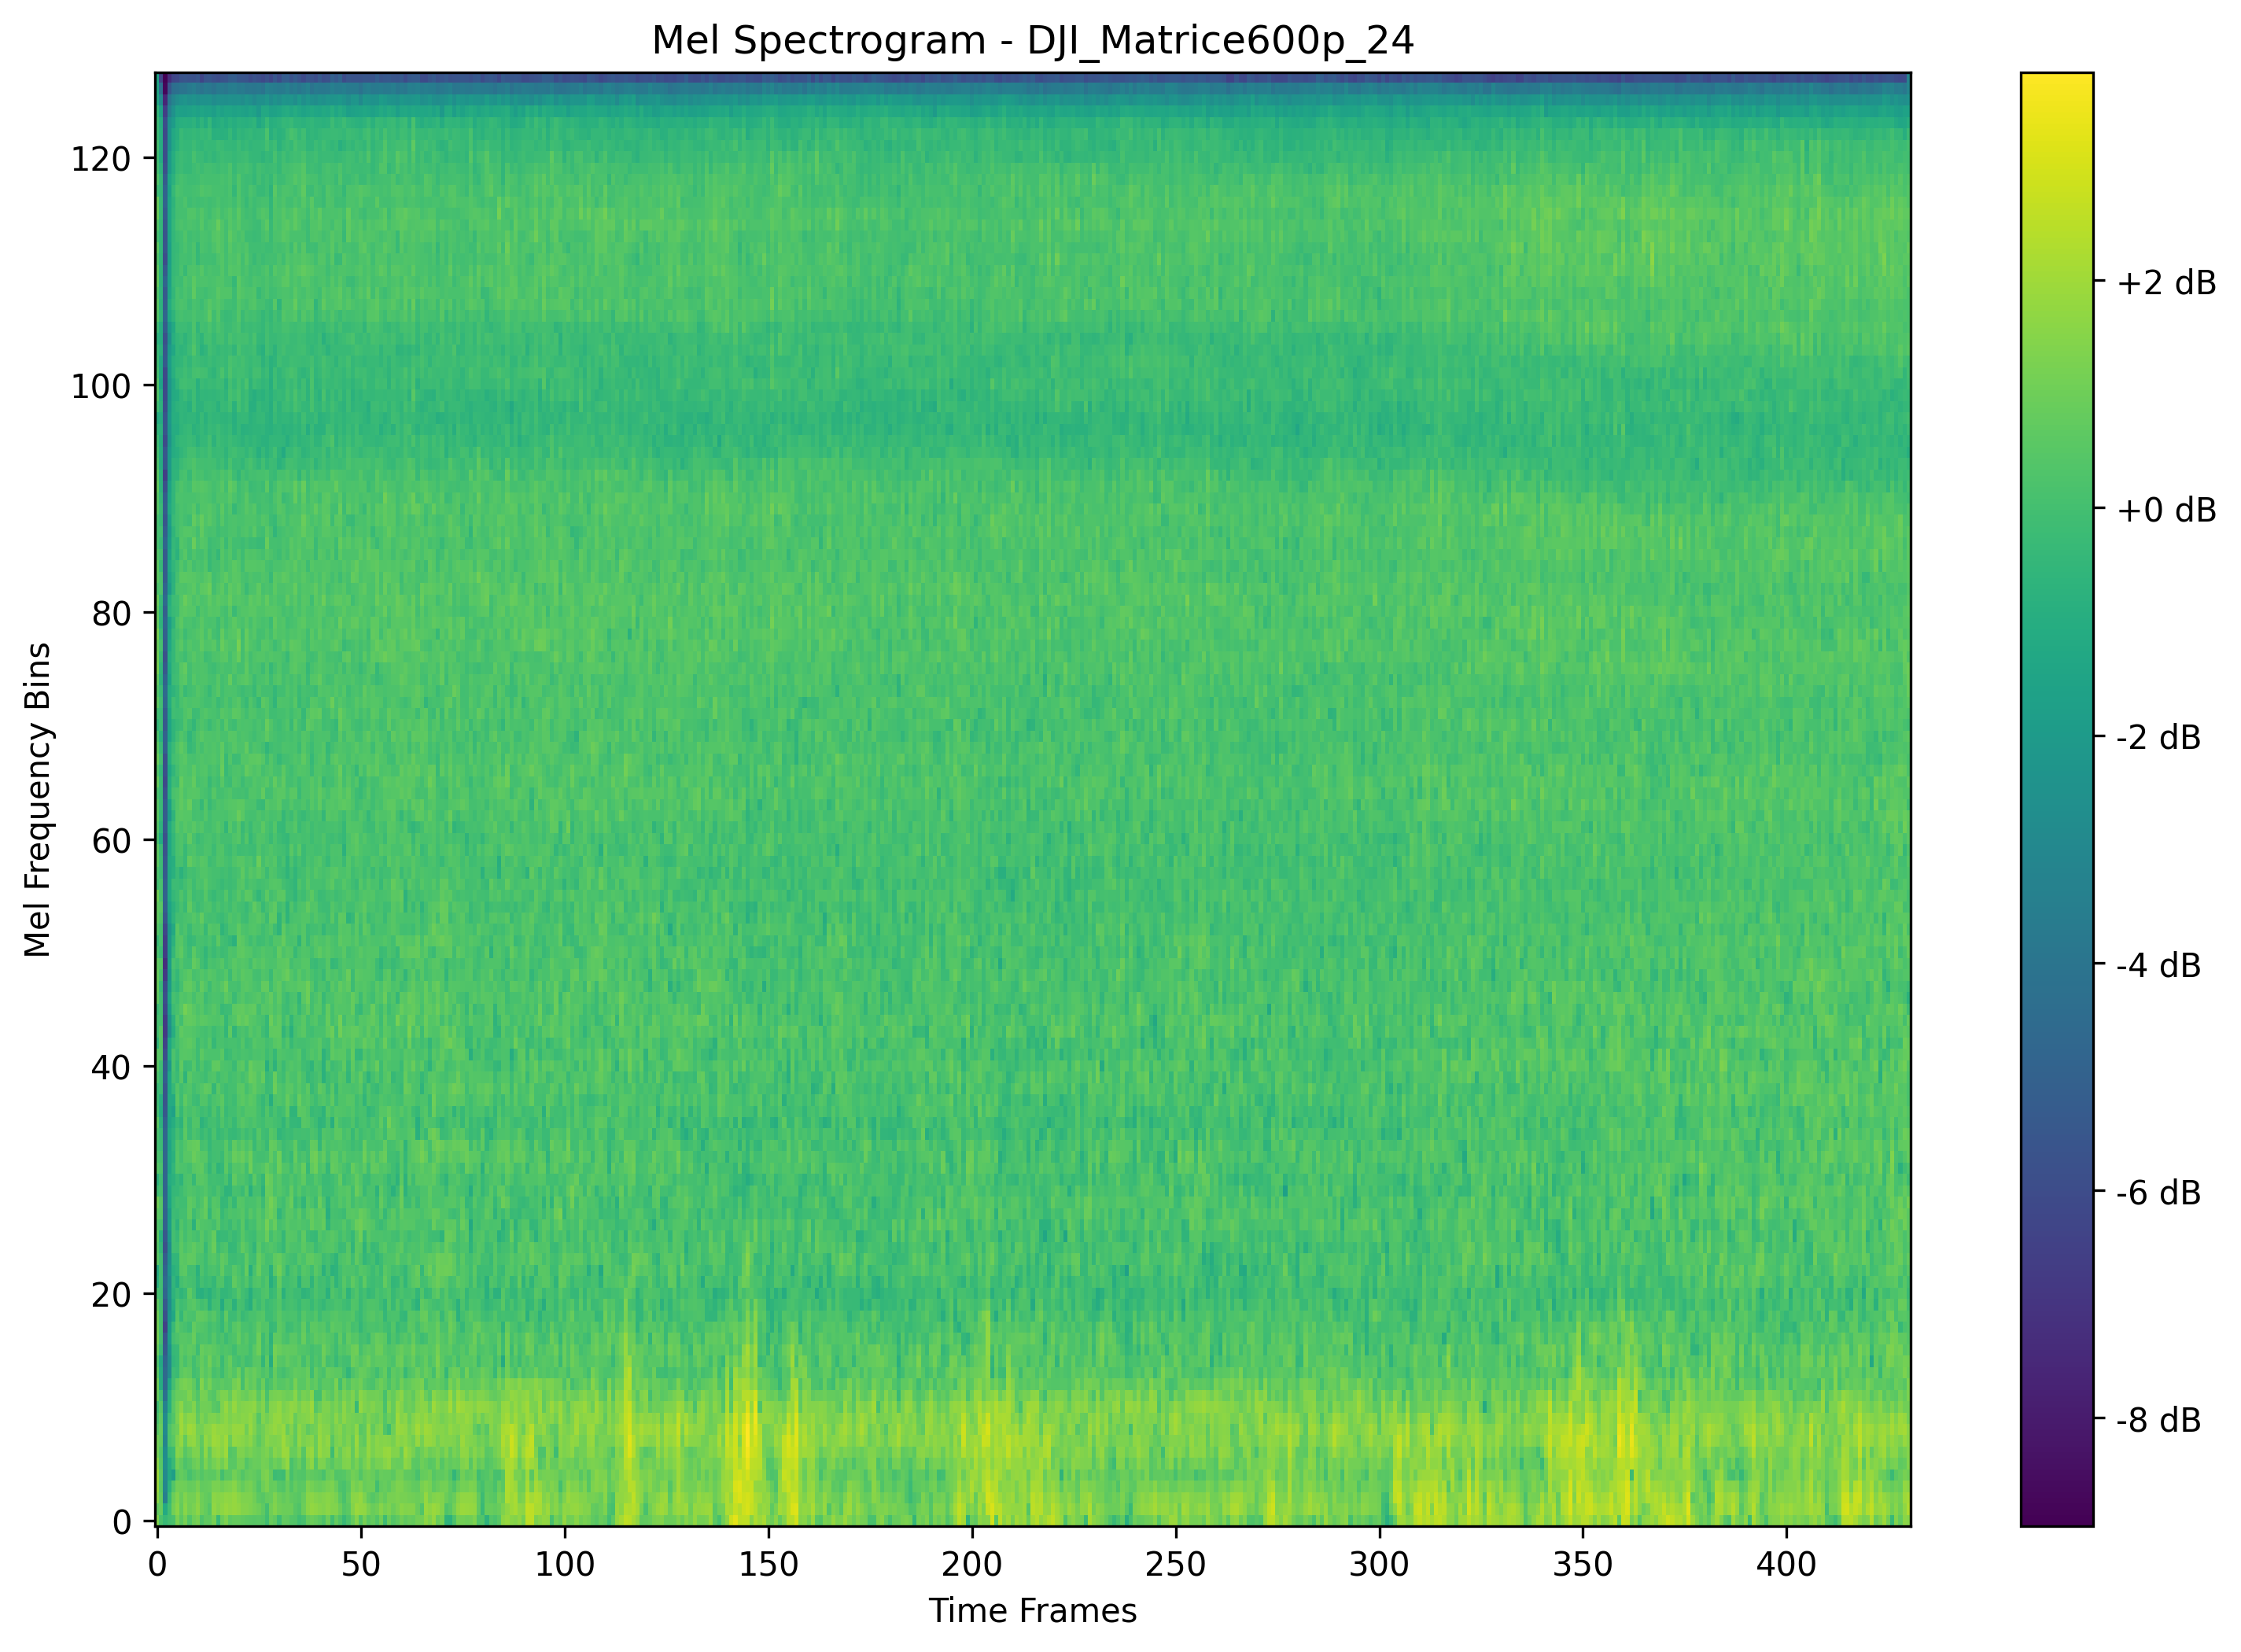 Mel Spectrogram - DJI_Matrice600p_24
Mel Frequency Bins
120
100
80
60
40
20
0
0 50 100 150 200 250 300 350 400
Time Frames
+2 dB
+0 dB
-2 dB
-4 dB
-6 dB
-8 dB